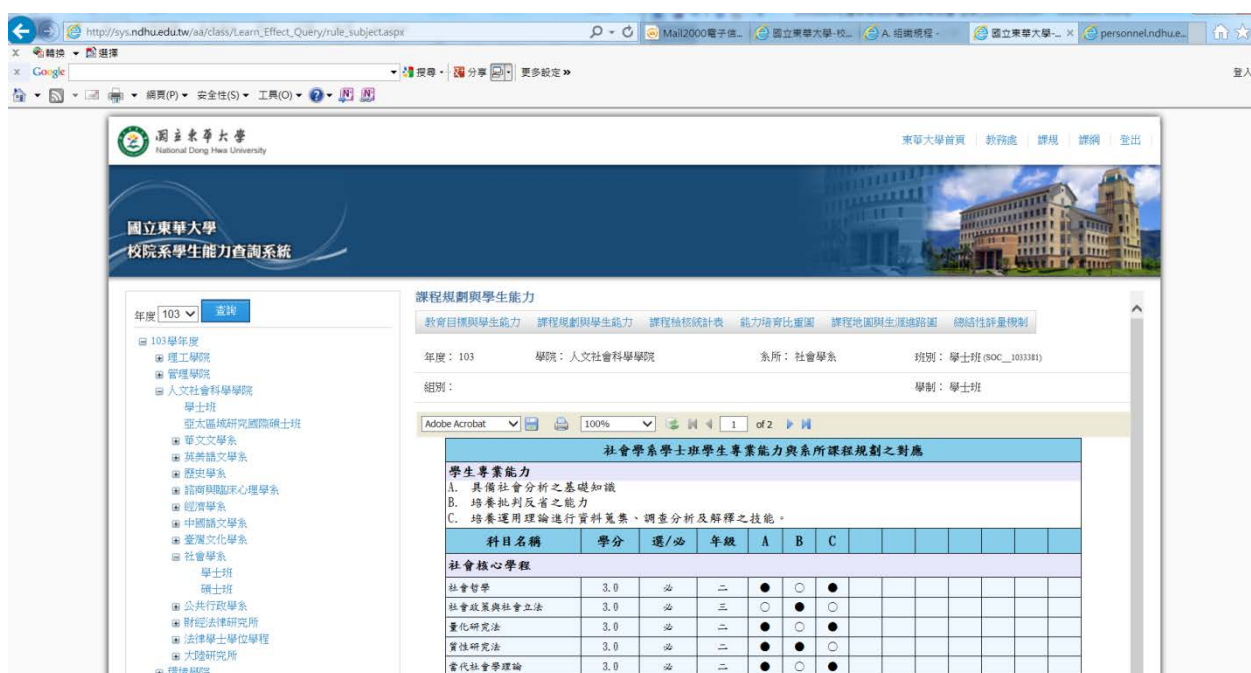 http://sys.ndhu.edu.tw/aa/class/Learn_Effect_Query/rule_subject.aspx
Mail2000電子信...
國立東華大學-校...
A. 組織規程 -
國立東華大學-...
personnel.ndhu.e...
x 轉換 選擇
x Google
搜尋 分享 更多設定 »
登入
網頁(P) 安全性(S) 工具(O)
國立東華大學
National Dong Hwa University
東華大學首頁 教務處 課規 課綱 登出
國立東華大學
校院系學生能力查詢系統
年度 103 查詢
103學年度
理工學院
管理學院
人文社會科學學院
學士班
亞太區域研究國際碩士班
華文文學系
英美語文學系
歷史學系
諮商與臨床心理學系
經濟學系
中國語文學系
臺灣文化學系
社會學系
學士班
碩士班
公共行政學系
財經法律研究所
法律學士學位學程
大陸研究所
環境學院
課程規劃與學生能力
教育目標與學生能力 課程規劃與學生能力 課程檢核統計表 能力培育比重圖 課程地圖與生涯進路圖 總結性評量機制
年度：103 學院：人文社會科學學院 系所：社會學系 班別：學士班 (SOC__1033381)
組別： 學制：學士班
Adobe Acrobat 100% 1 of 2
社會學系學士班學生專業能力與系所課程規劃之對應
學生專業能力
A. 具備社會分析之基礎知識
B. 培養批判反省之能力
C. 培養運用理論進行資料蒐集、調查分析及解釋之技能。
科目名稱 學分 選/必 年級 A B C
社會核心學程
社會哲學 3.0 必 二 ● ○ ●
社會政策與社會立法 3.0 必 三 ○ ● ○
量化研究法 3.0 必 二 ● ○ ●
質性研究法 3.0 必 二 ● ● ○
當代社會學理論 3.0 必 二 ● ○ ●